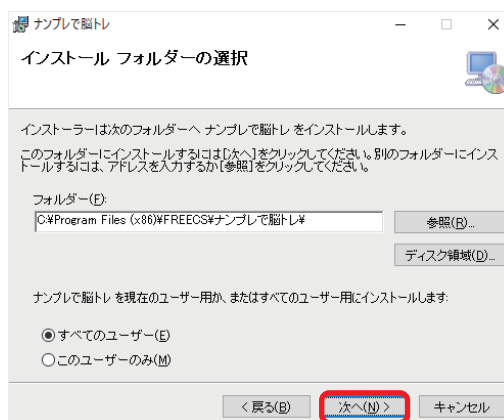 ナンプレで脳トレ
インストール フォルダーの選択
インストーラーは次のフォルダーへ ナンプレで脳トレ をインストールします。
このフォルダーにインストールするには[次へ]をクリックしてください。別のフォルダーにインス
トールするには、アドレスを入力するか[参照]をクリックしてください。
フォルダー(F):
C:¥Program Files (x86)¥FREECS¥ナンプレで脳トレ¥
参照(R)...
ディスク領域(D)...
ナンプレで脳トレ を現在のユーザー用か、またはすべてのユーザー用にインストールします:
すべてのユーザー(E)
このユーザーのみ(M)
< 戻る(B) 次へ(N) > キャンセル